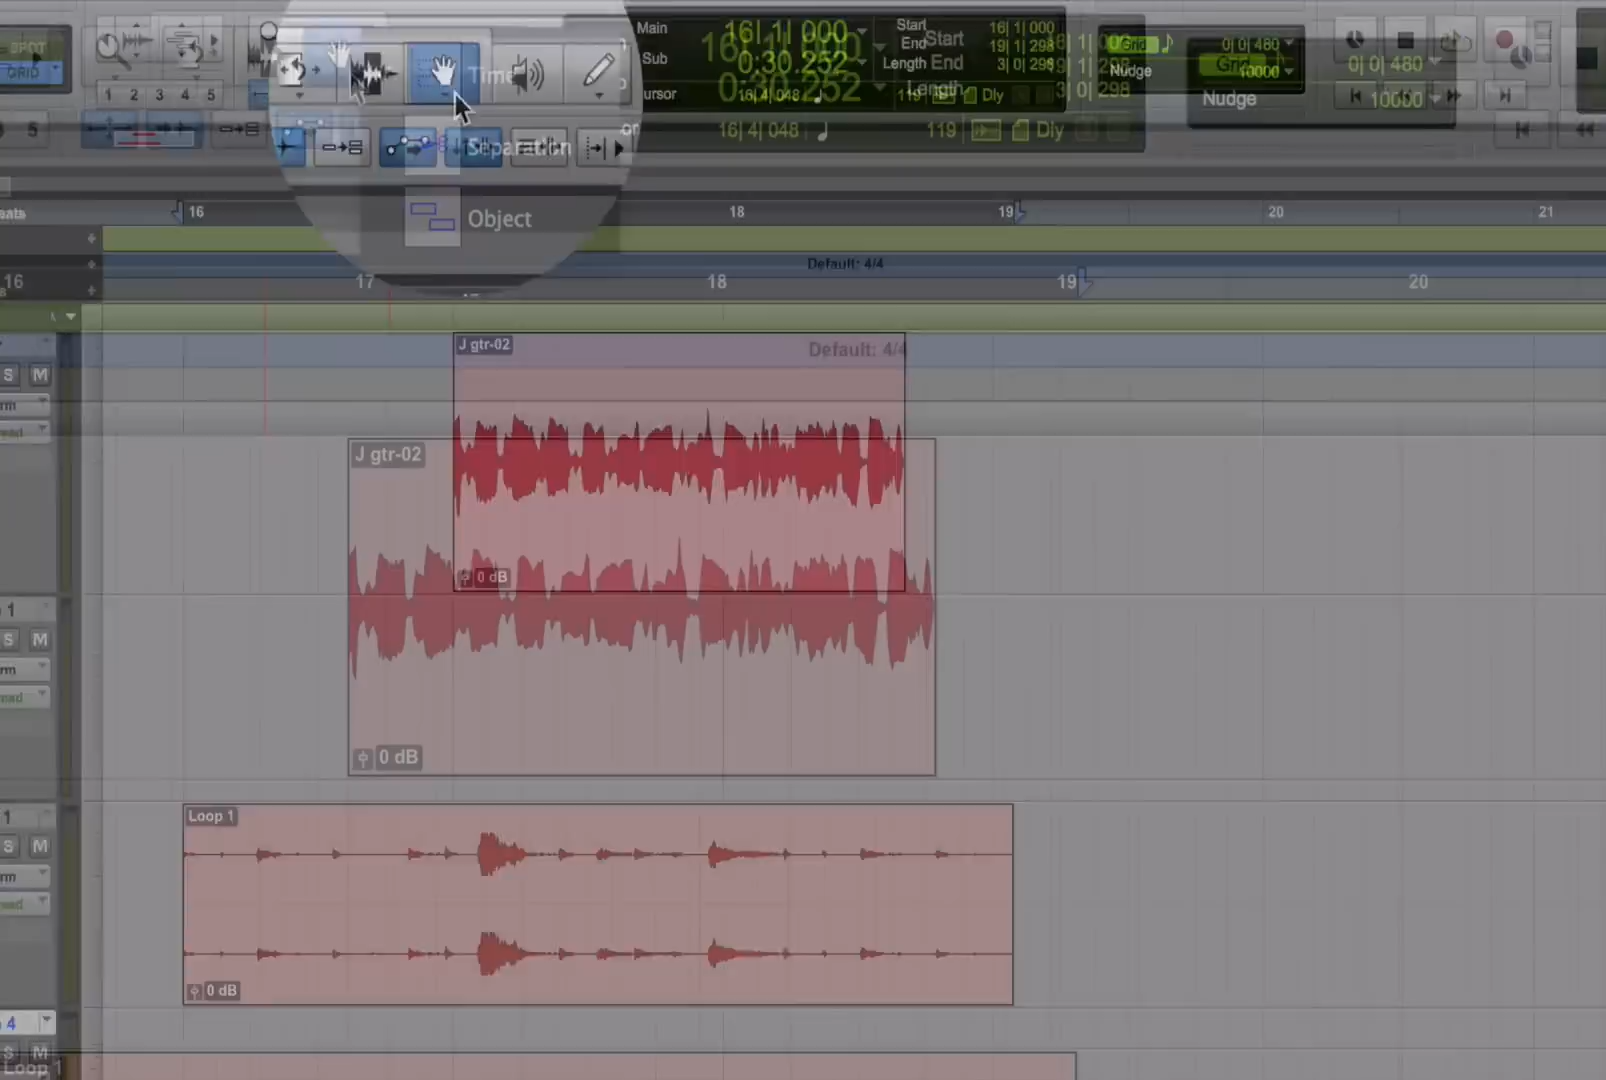 SPOT
GRID
1 2 3 4 5
5
Time
Separation
Object
Main
16| 1| 000
Sub
0:30.252
Cursor
16| 4| 048
119
Dly
Start
16| 1| 000
End
19| 1| 298
Length
3| 0| 298
Start
End
Length
16| 4| 048
119
Dly
Grid
0| 0| 480
Nudge
10000
Grid
0| 0| 480
Nudge
10000
16
18
19
20
21
Default: 4/4
16
17
18
19
20
Default: 4/4
J gtr-02
0 dB
J gtr-02
0 dB
S M
1
S M
Loop 1
0 dB
1
S M
4
S M
Loop 1